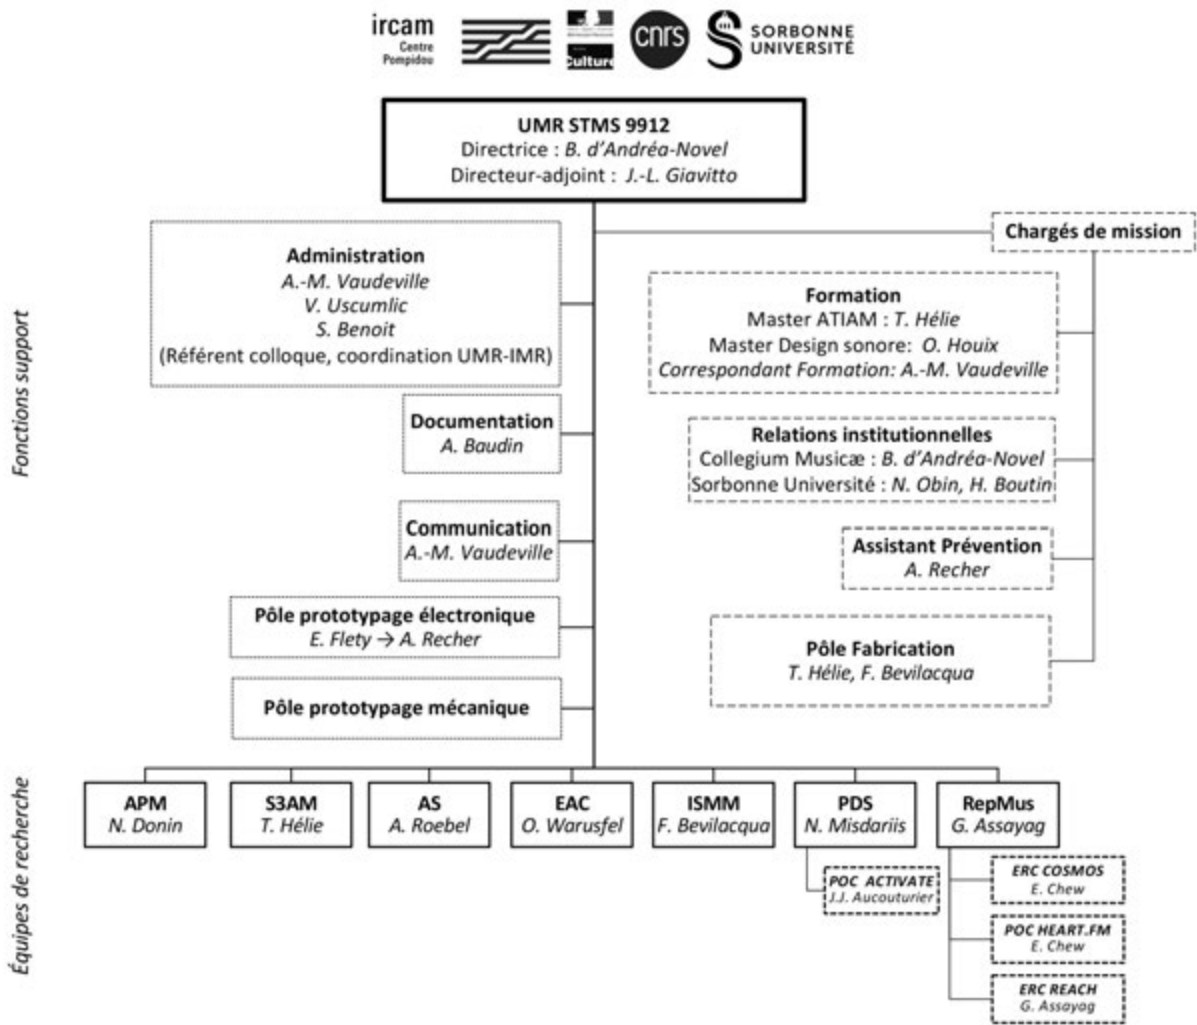 ircam
Centre
Pompidou
Culture
cnrs
SORBONNE
UNIVERSITÉ
UMR STMS 9912
Directrice : B. d'Andréa-Novel
Directeur-adjoint : J.-L. Giavitto
Chargés de mission
Fonctions support
Administration
A.-M. Vaudeville
V. Uscumlic
S. Benoit
(Référent colloque, coordination UMR-IMR)
Documentation
A. Baudin
Communication
A.-M. Vaudeville
Pôle prototypage électronique
E. Flety → A. Recher
Pôle prototypage mécanique
Formation
Master ATIAM : T. Hélie
Master Design sonore: O. Houix
Correspondant Formation: A.-M. Vaudeville
Relations institutionnelles
Collegium Musicæ : B. d'Andréa-Novel
Sorbonne Université : N. Obin, H. Boutin
Assistant Prévention
A. Recher
Pôle Fabrication
T. Hélie, F. Bevilacqua
Équipes de recherche
APM
N. Donin
S3AM
T. Hélie
AS
A. Roebel
EAC
O. Warusfel
ISMM
F. Bevilacqua
PDS
N. Misdariis
RepMus
G. Assayag
POC ACTIVATE
J.J. Aucouturier
ERC COSMOS
E. Chew
POC HEART.FM
E. Chew
ERC REACH
G. Assayag